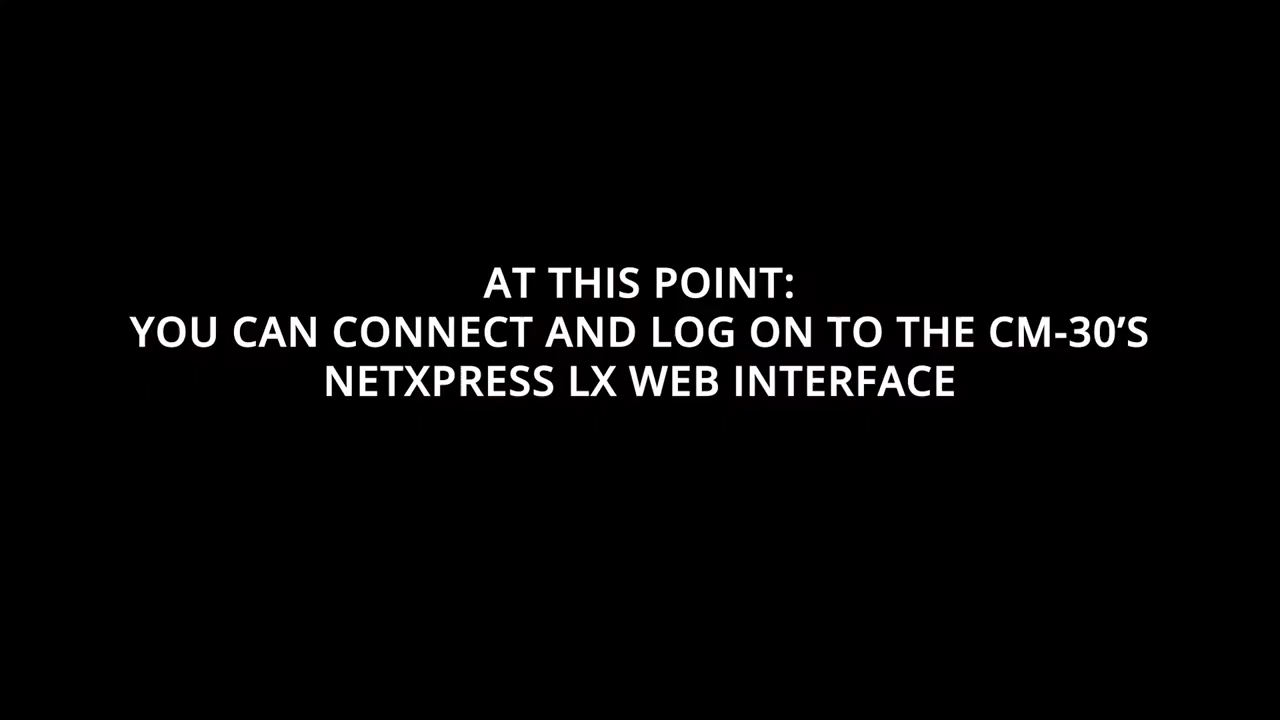 AT THIS POINT:
YOU CAN CONNECT AND LOG ON TO THE CM-30’S
NETXPRESS LX WEB INTERFACE